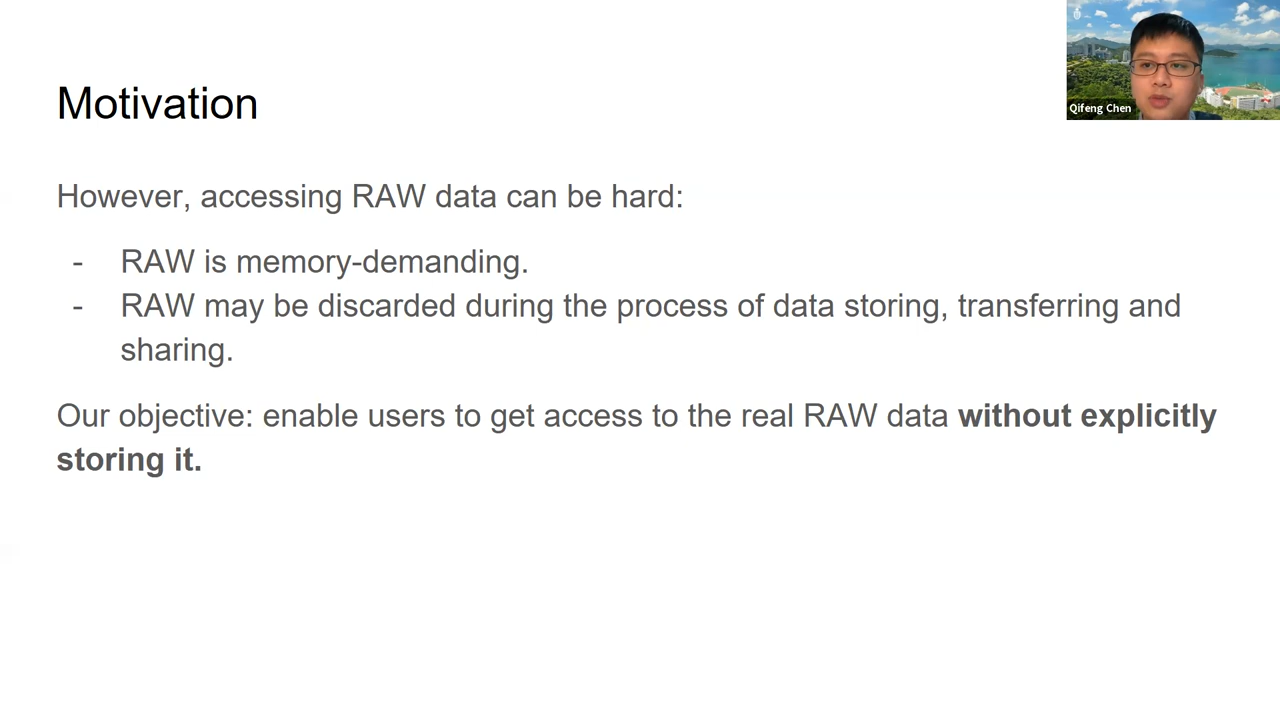 Qifeng Chen
Motivation
However, accessing RAW data can be hard:
- RAW is memory-demanding.
- RAW may be discarded during the process of data storing, transferring and
sharing.
Our objective: enable users to get access to the real RAW data without explicitly
storing it.